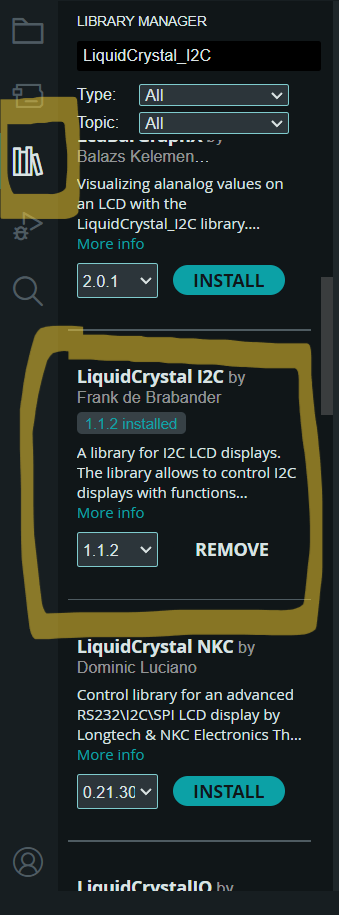 LIBRARY MANAGER
LiquidCrystal_I2C
Type: All
Topic: All
Balazs Kelemen...
Visualizing alanalog values on
an LCD with the
LiquidCrystal_I2C library....
More info
2.0.1 INSTALL
LiquidCrystal I2C by
Frank de Brabander
1.1.2 installed
A library for I2C LCD displays.
The library allows to control I2C
displays with functions...
More info
1.1.2 REMOVE
LiquidCrystal NKC by
Dominic Luciano
Control library for an advanced
RS232\I2C\SPI LCD display by
Longtech & NKC Electronics Th...
More info
0.21.30 INSTALL
LiquidCrystalIO by